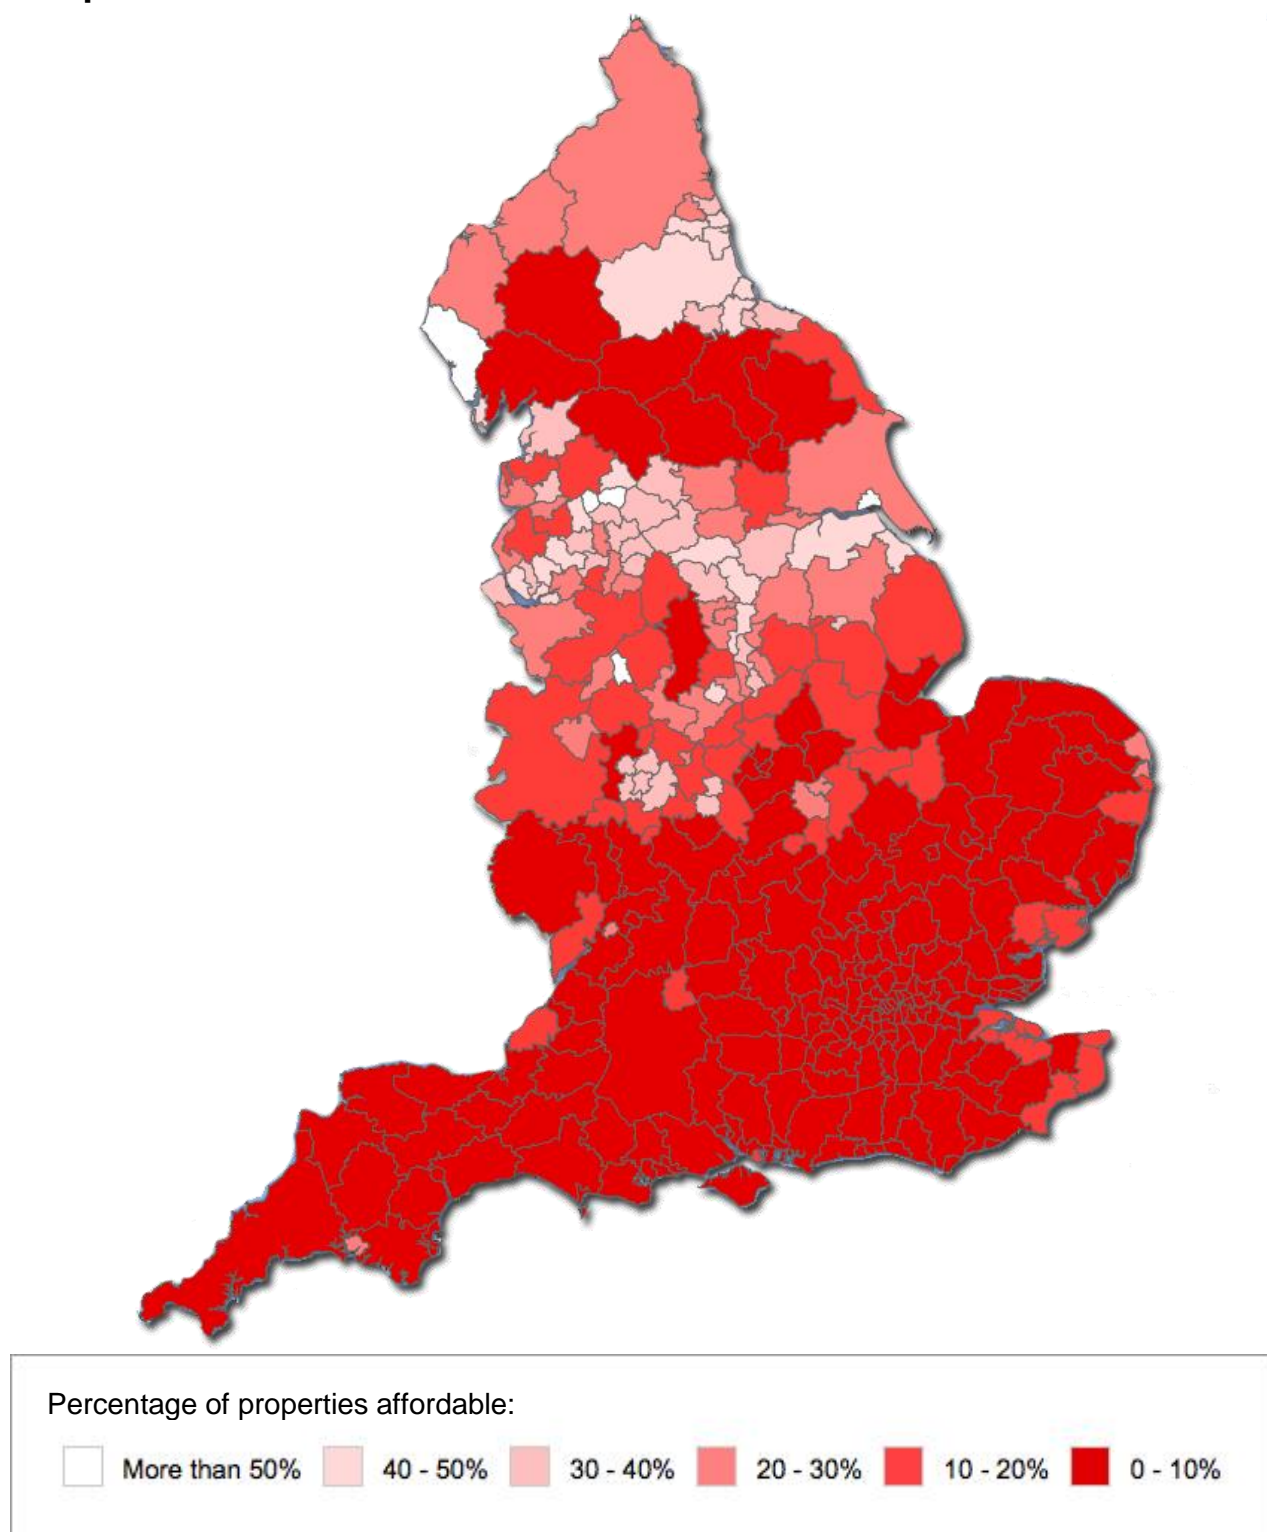 Percentage of properties affordable:
More than 50% 40 - 50% 30 - 40% 20 - 30% 10 - 20% 0 - 10%